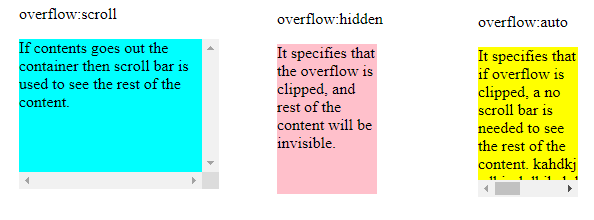 overflow:scroll
If contents goes out the
container then scroll bar is
used to see the rest of the
content.
overflow:hidden
It specifies that
the overflow is
clipped, and
rest of the
content will be
invisible.
overflow:auto
It specifies that
if overflow is
clipped, a no
scroll bar is
needed to see
the rest of the
content. kahdkj